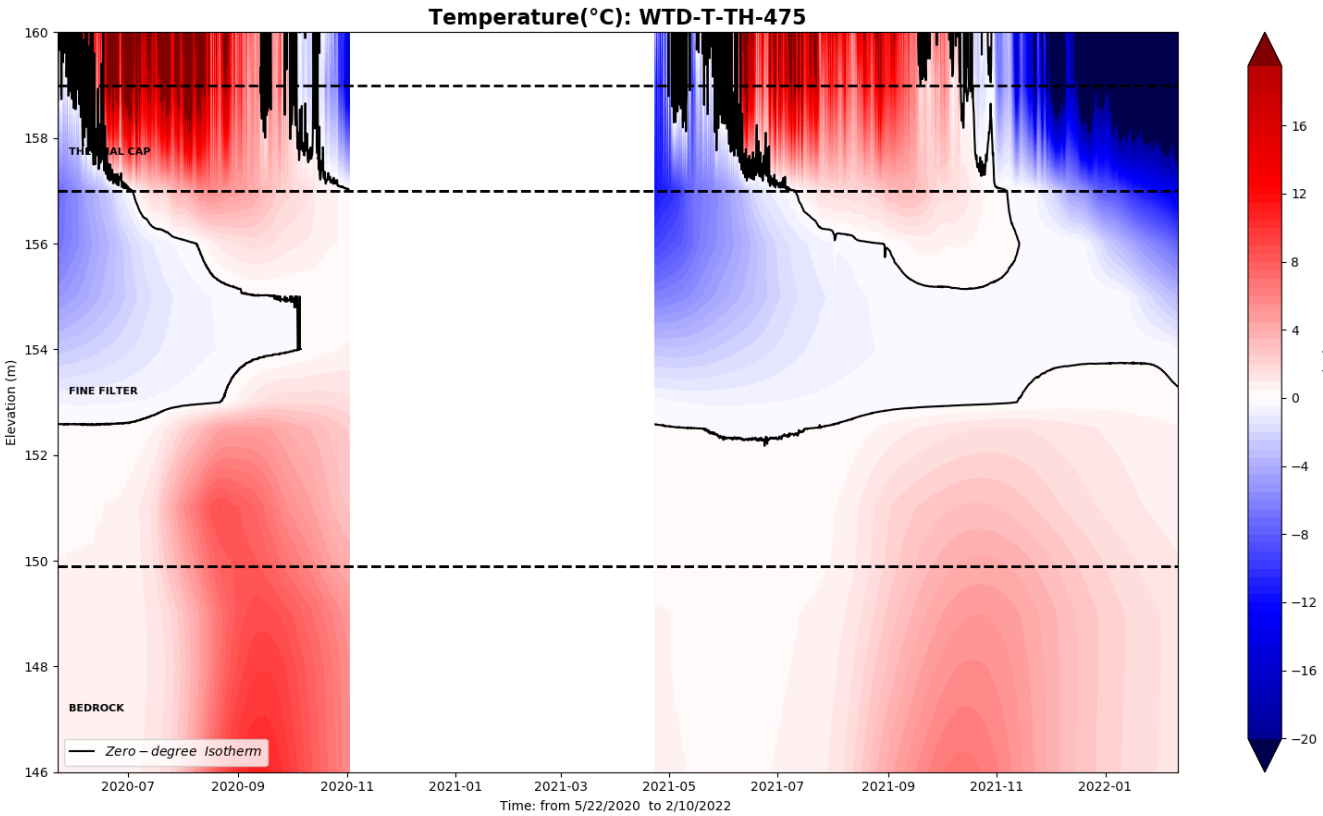 Temperature(°C): WTD-T-TH-475
160
158
156
154
152
150
148
146
Elevation (m)
THERMAL CAP
FINE FILTER
BEDROCK
Zero-degree Isotherm
2020-07 2020-09 2020-11 2021-01 2021-03 2021-05 2021-07 2021-09 2021-11 2022-01
Time: from 5/22/2020 to 2/10/2022
16
12
8
4
0
−4
−8
−12
−16
−20